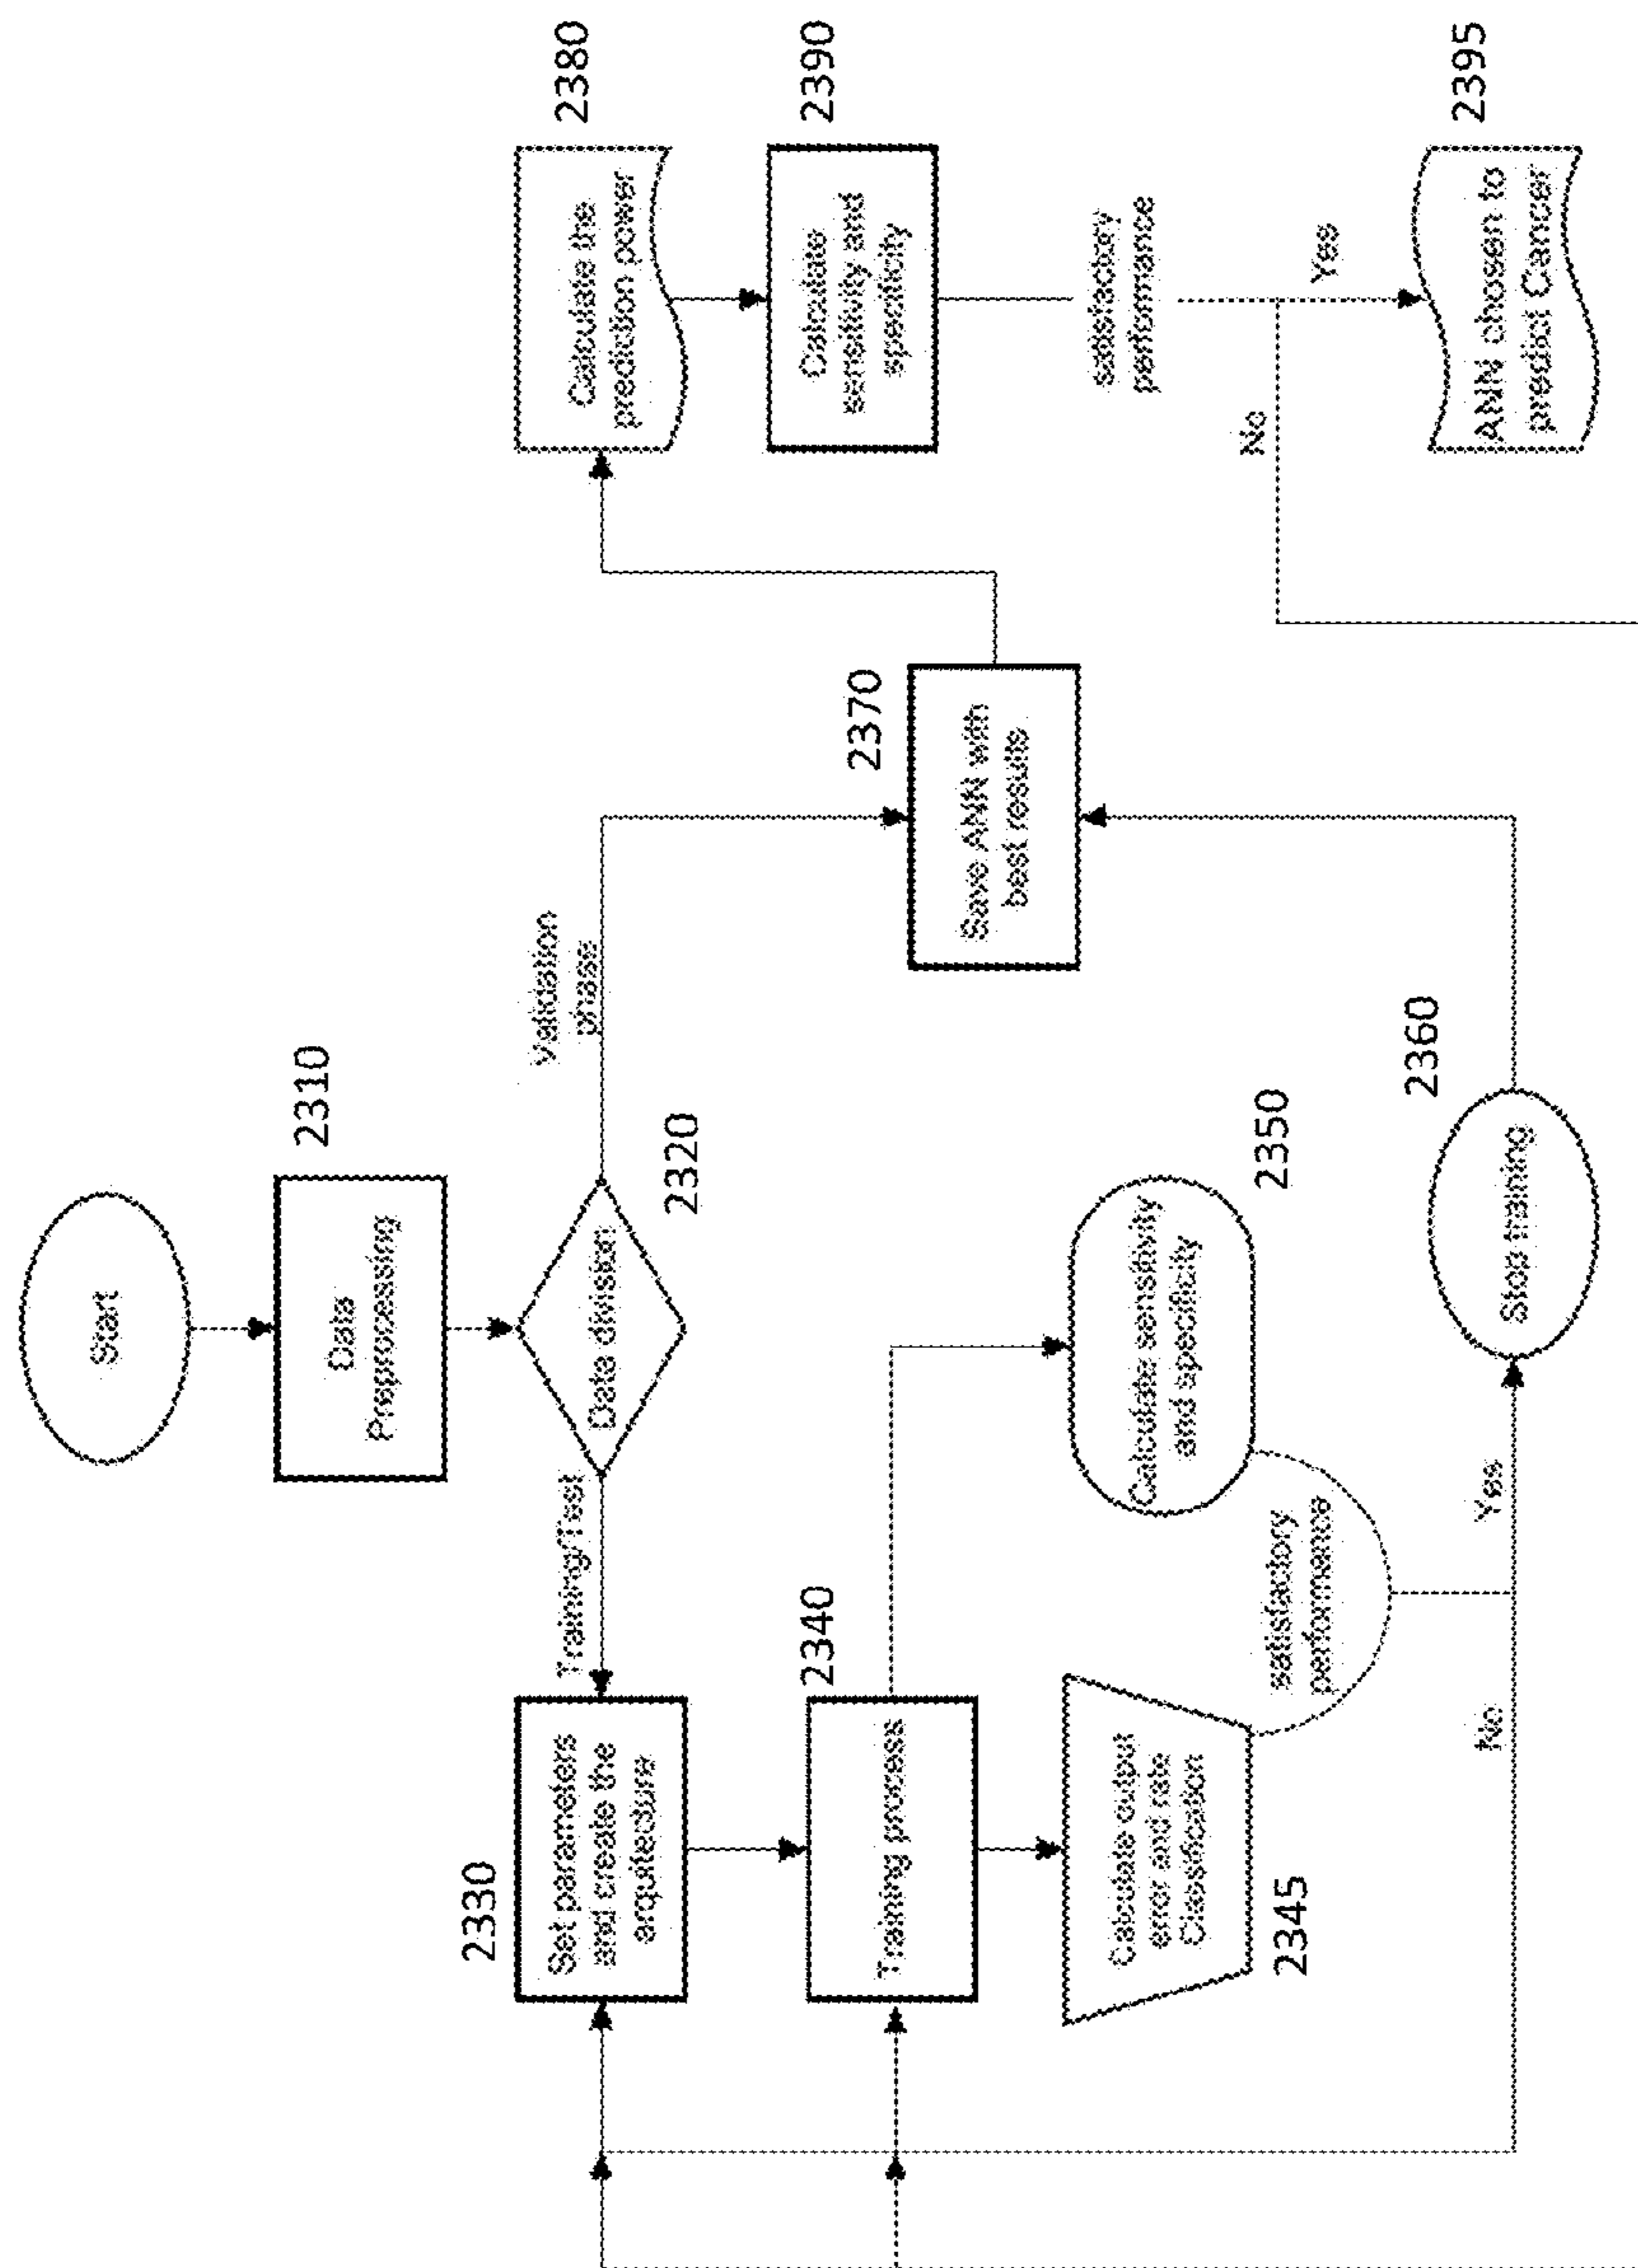 Start
Data
Preprocessing
2310
Data division
2320
Training/Test
Validation
phase
2330
Set parameters
and create the
arquitecture
2340
Training process
Calculate output
error and rate
Classification
2345
Calculate sensitivity
and specificity
2350
satisfactory
performance
No
Yes
Stop training
2360
Save ANN with
best results
2370
Calculate the
prediction power
2380
Calculate
sensitivity and
specificity
2390
satisfactory
performance
No
Yes
ANN chosen to
predict Cancer
2395